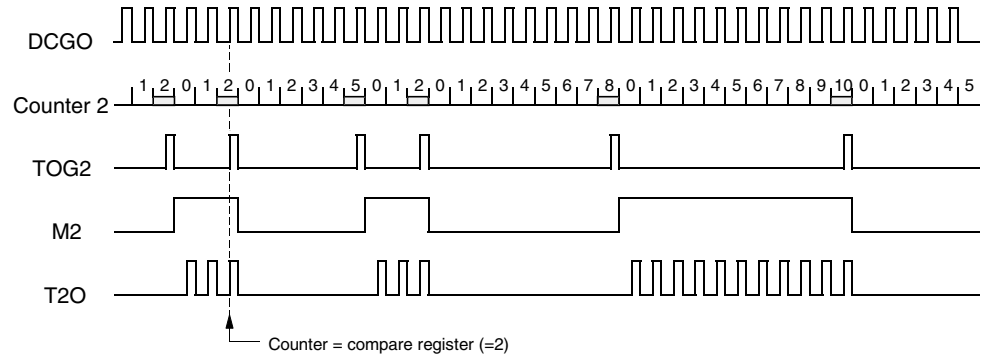 DCGO
1 2 0 1 2 0 1 2 3 4 5 0 1 2 0 1 2 3 4 5 6 7 8 0 1 2 3 4 5 6 7 8 9 10 0 1 2 3 4 5
Counter 2
TOG2
M2
T2O
Counter = compare register (=2)